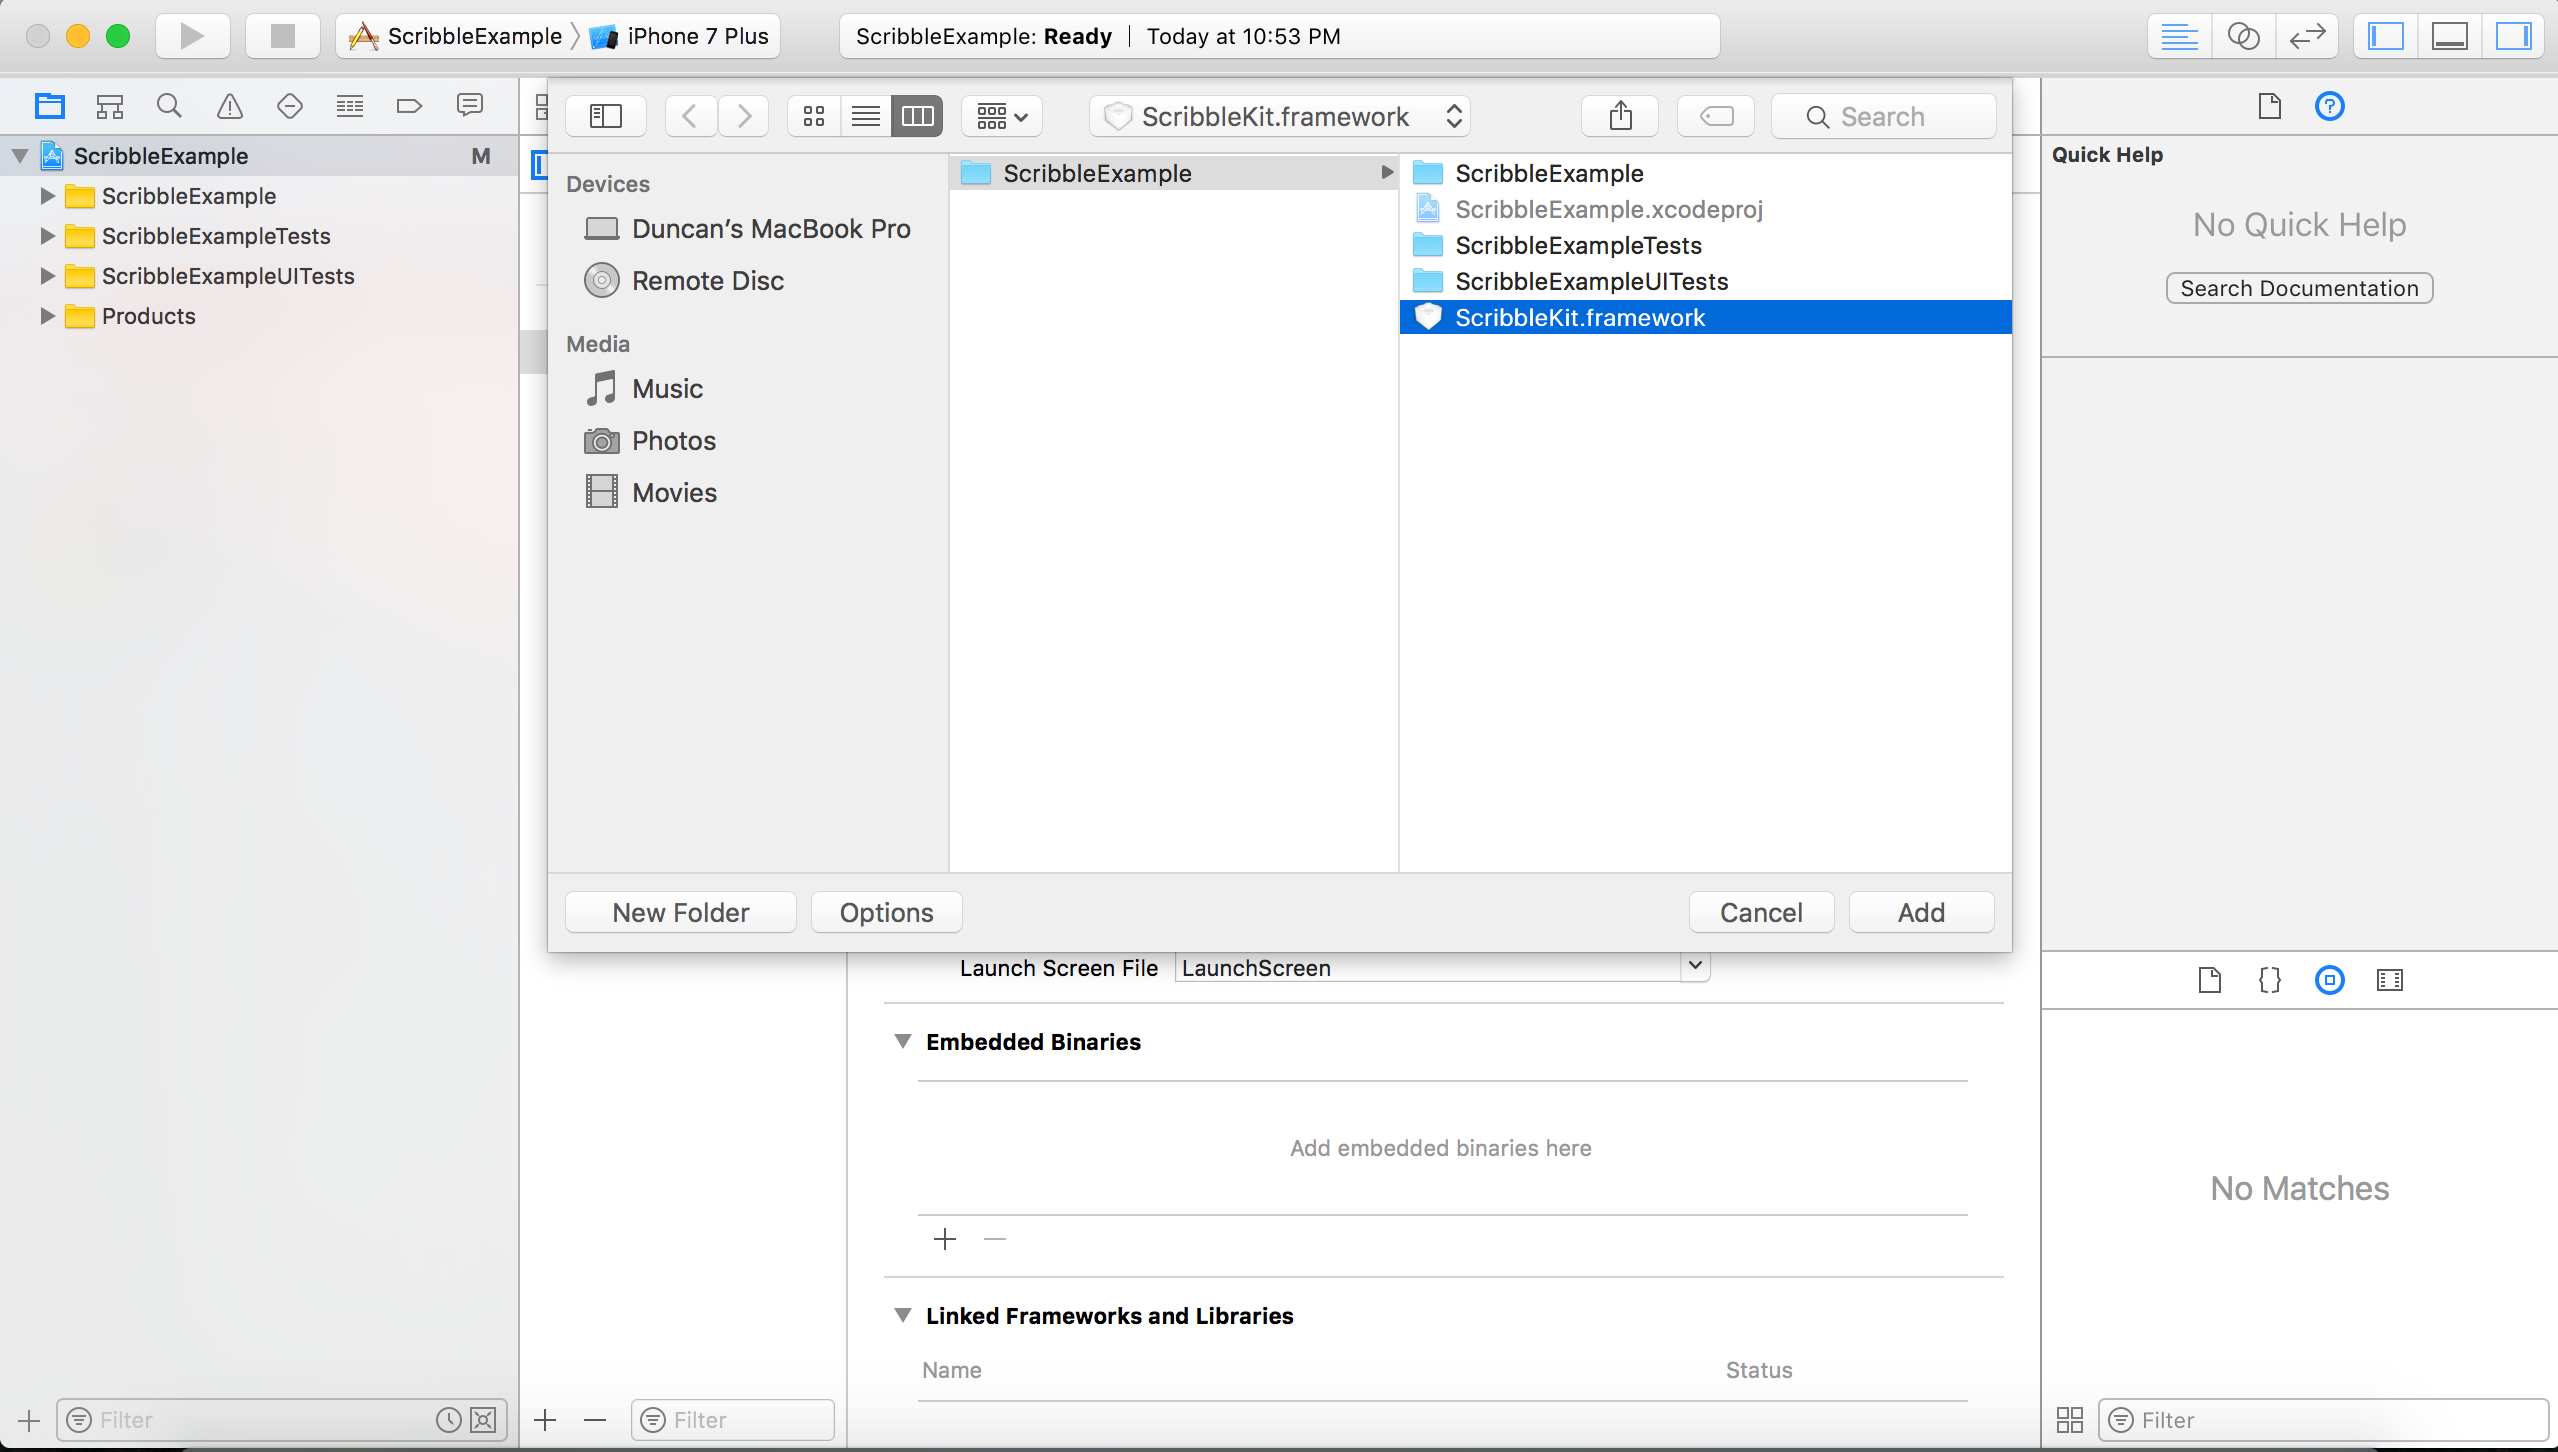 ScribbleExample iPhone 7 Plus
ScribbleExample: Ready | Today at 10:53 PM
ScribbleExample M
ScribbleExample
ScribbleExampleTests
ScribbleExampleUITests
Products
Filter
ScribbleKit.framework
Search
Devices
Duncan’s MacBook Pro
Remote Disc
Media
Music
Photos
Movies
ScribbleExample
ScribbleExample
ScribbleExample.xcodeproj
ScribbleExampleTests
ScribbleExampleUITests
ScribbleKit.framework
New Folder Options Cancel Add
Launch Screen File LaunchScreen
Embedded Binaries
Add embedded binaries here
Linked Frameworks and Libraries
Name Status
Filter
Quick Help
No Quick Help
Search Documentation
No Matches
Filter